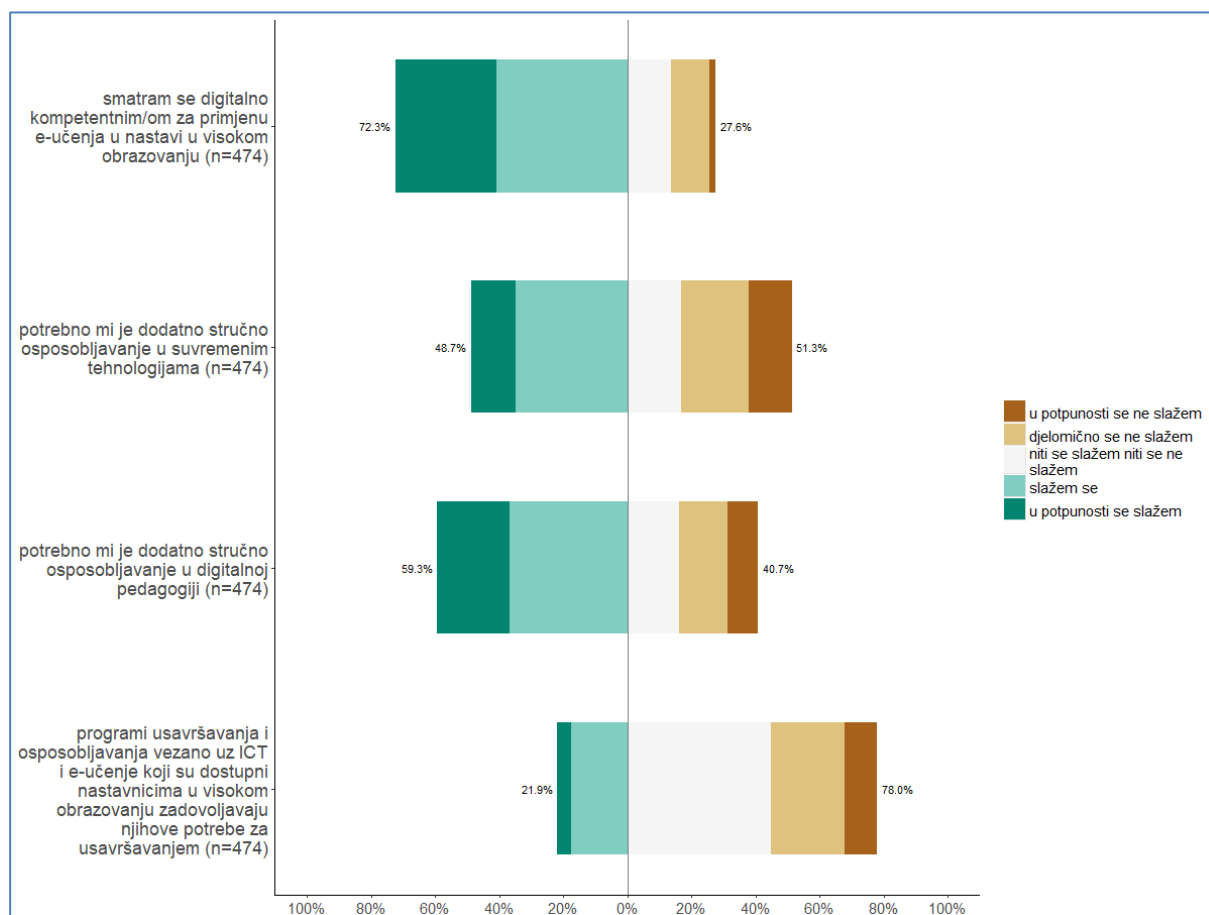 smatram se digitalno
kompetentnim/om za primjenu
e-učenja u nastavi u visokom
obrazovanju (n=474)
72.3%
27.6%
potrebno mi je dodatno stručno
osposobljavanje u suvremenim
tehnologijama (n=474)
48.7%
51.3%
u potpunosti se ne slažem
djelomično se ne slažem
niti se slažem niti se ne
slažem
slažem se
u potpunosti se slažem
potrebno mi je dodatno stručno
osposobljavanje u digitalnoj
pedagogiji (n=474)
59.3%
40.7%
programi usavršavanja i
osposobljavanja vezano uz ICT
i e-učenje koji su dostupni
nastavnicima u visokom
obrazovanju zadovoljavaju
njihove potrebe za
usavršavanjem (n=474)
21.9%
78.0%
100% 80% 60% 40% 20% 0% 20% 40% 60% 80% 100%